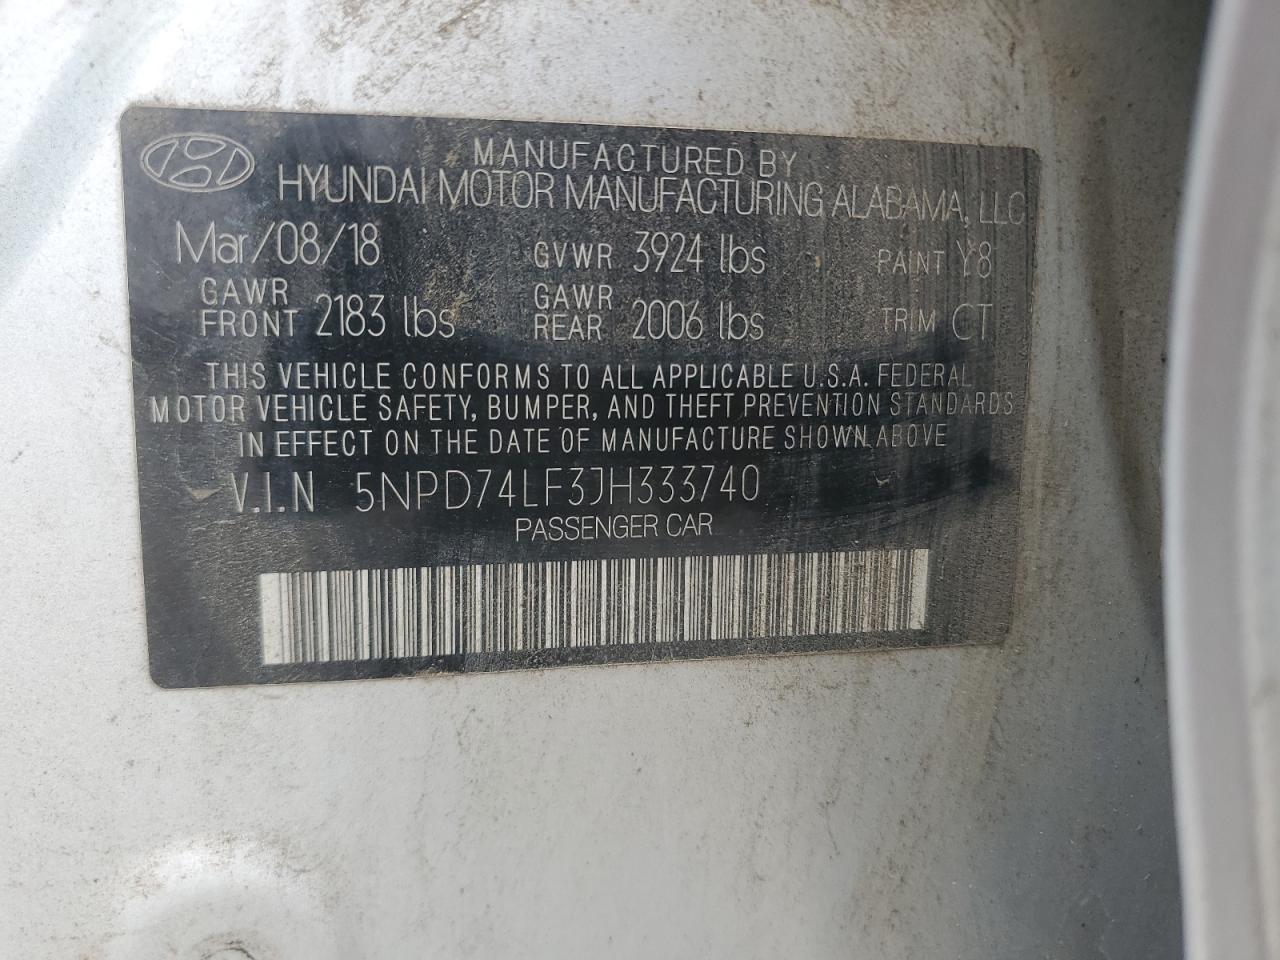 MANUFACTURED BY
HYUNDAI MOTOR MANUFACTURING ALABAMA, LLC
Mar/08/18 GVWR 3924 lbs PAINT Y8
GAWR FRONT 2183 lbs GAWR REAR 2006 lbs TRIM CT
THIS VEHICLE CONFORMS TO ALL APPLICABLE U.S.A. FEDERAL
MOTOR VEHICLE SAFETY, BUMPER, AND THEFT PREVENTION STANDARDS
IN EFFECT ON THE DATE OF MANUFACTURE SHOWN ABOVE
V.I.N 5NPD74LF3JH333740
PASSENGER CAR